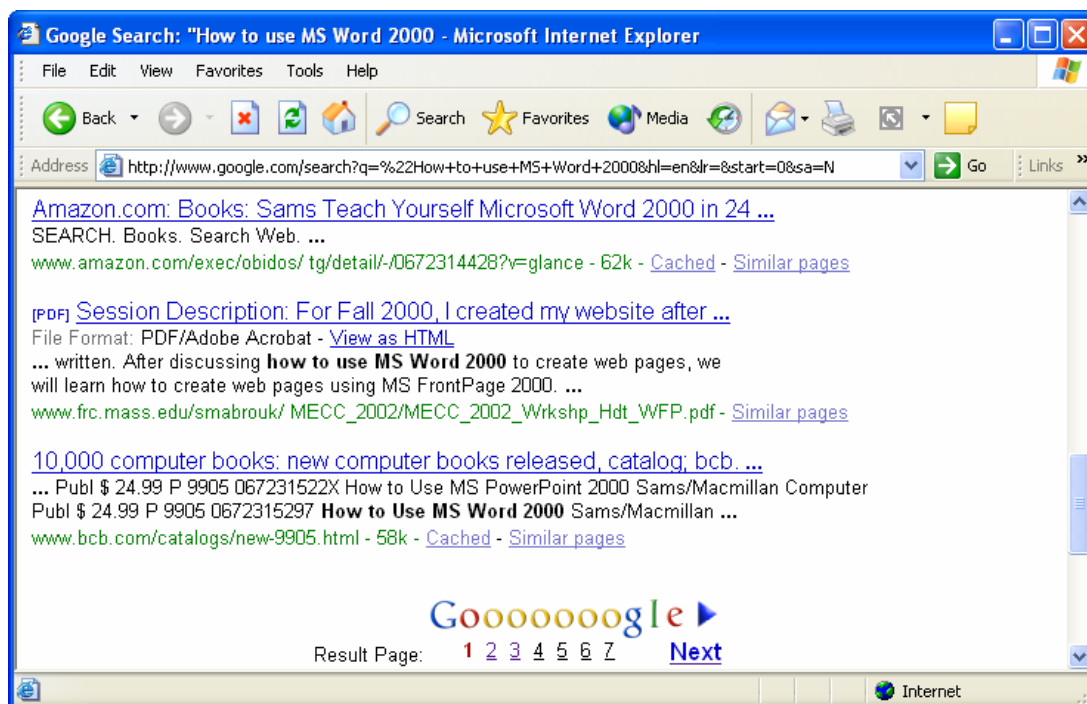 Google Search: "How to use MS Word 2000 - Microsoft Internet Explorer
File Edit View Favorites Tools Help
Back Search Favorites Media
Address http://www.google.com/search?q=%22How+to+use+MS+Word+2000&hl=en&lr=&start=0&sa=N Go Links »
Amazon.com: Books: Sams Teach Yourself Microsoft Word 2000 in 24 ...
SEARCH. Books. Search Web. ...
www.amazon.com/exec/obidos/ tg/detail/-/0672314428?v=glance - 62k - Cached - Similar pages
[PDF] Session Description: For Fall 2000, I created my website after ...
File Format: PDF/Adobe Acrobat - View as HTML
... written. After discussing how to use MS Word 2000 to create web pages, we
will learn how to create web pages using MS FrontPage 2000. ...
www.frc.mass.edu/smabrouk/ MECC_2002/MECC_2002_Wrkshp_Hdt_WFP.pdf - Similar pages
10,000 computer books: new computer books released, catalog; bcb. ...
... Publ $ 24.99 P 9905 067231522X How to Use MS PowerPoint 2000 Sams/Macmillan Computer
Publ $ 24.99 P 9905 0672315297 How to Use MS Word 2000 Sams/Macmillan ...
www.bcb.com/catalogs/new-9905.html - 58k - Cached - Similar pages
Gooooooogle
Result Page: 1 2 3 4 5 6 7 Next
Internet